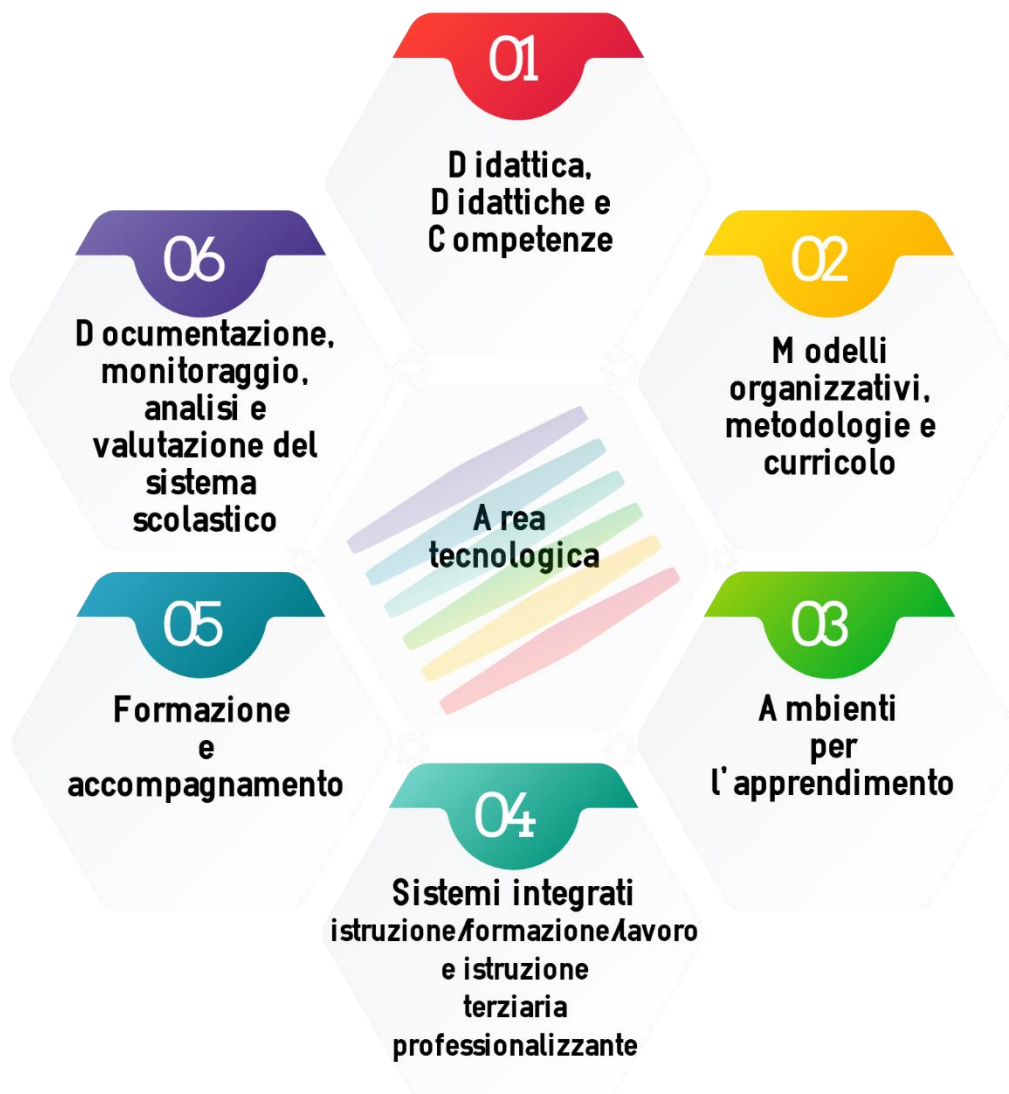 01
Didattica,
Didattiche e
Competenze
02
Modelli
organizzativi,
metodologie e
curricolo
03
Ambienti
per
l'apprendimento
04
Sistemi integrati
istruzione/formazione/lavoro
e istruzione
terziaria
professionalizzante
05
Formazione
e
accompagnamento
06
Documentazione,
monitoraggio,
analisi e
valutazione del
sistema
scolastico
Area
tecnologica